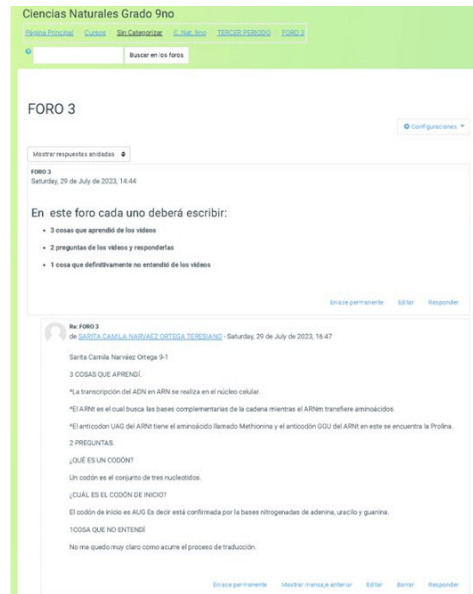 Ciencias Naturales Grado 9no
Página Principal Cursos Sin Categorizar C. Nat. 9no TERCER PERIODO FORO 3
Buscar en los foros
FORO 3
Configuraciones
Mostrar respuestas anidadas
FORO 3
Saturday, 29 de July de 2023, 14:44
En este foro cada uno deberá escribir:
• 3 cosas que aprendió de los videos
• 2 preguntas de los videos y responderlas
• 1 cosa que definitivamente no entendió de los videos
Enlace permanente Editar Responder
Re: FORO 3
de SARITA CAMILA NARVAEZ ORTEGA TERESIANO - Saturday, 29 de July de 2023, 16:47
Sarita Camila Narváez Ortega 9-1
3 COSAS QUE APRENDÍ.
*La transcripción del ADN en ARN se realiza en el núcleo celular.
*El ARNt es el cual busca las bases complementarias de la cadena mientras el ARNm transfiere aminoácidos.
*El anticodon UAG del ARNt tiene el aminoácido llamado Methionina y el anticodón GGU del ARNt en este se encuentra la Prolina.
2 PREGUNTAS.
¿QUÉ ES UN CODÓN?
Un codón es el conjunto de tres nucleotidos.
¿CUÁL ES EL CODÓN DE INICIO?
El codón de inicio es AUG Es decir está confirmada por la bases nitrogenadas de adenina, uracilo y guanina.
1COSA QUE NO ENTENDÍ
No me quedo muy claro como acurre el proceso de traducción.
Enlace permanente Mostrar mensaje anterior Editar Borrar Responder